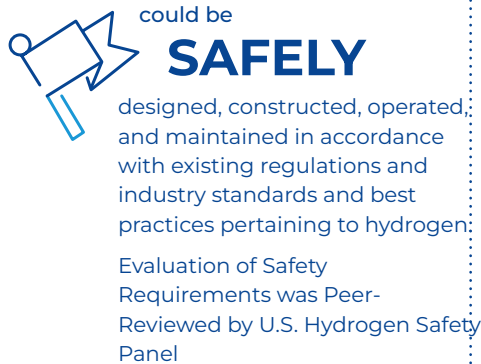 could be
SAFELY
designed, constructed, operated,
and maintained in accordance
with existing regulations and
industry standards and best
practices pertaining to hydrogen.
Evaluation of Safety
Requirements was Peer-
Reviewed by U.S. Hydrogen Safety
Panel